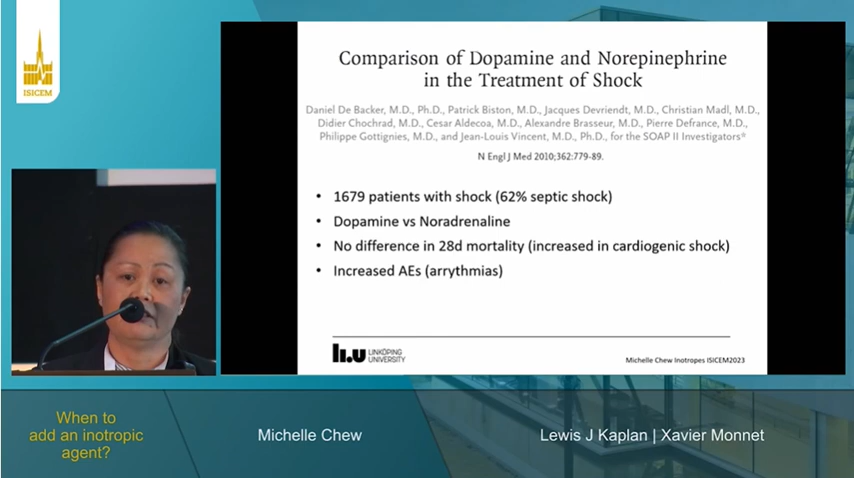 ISICEM
Comparison of Dopamine and Norepinephrine
in the Treatment of Shock
Daniel De Backer, M.D., Ph.D., Patrick Biston, M.D., Jacques Devriendt, M.D., Christian Madl, M.D.,
Didier Chochrad, M.D., Cesar Aldecoa, M.D., Alexandre Brasseur, M.D., Pierre Defrance, M.D.,
Philippe Gottignies, M.D., and Jean-Louis Vincent, M.D., Ph.D., for the SOAP II Investigators*
N Engl J Med 2010;362:779-89.
• 1679 patients with shock (62% septic shock)
• Dopamine vs Noradrenaline
• No difference in 28d mortality (increased in cardiogenic shock)
• Increased AEs (arrythmias)
li.u LINKÖPING
UNIVERSITY
Michelle Chew Inotropes ISICEM2023
When to
add an inotropic
agent?
Michelle Chew
Lewis J Kaplan | Xavier Monnet